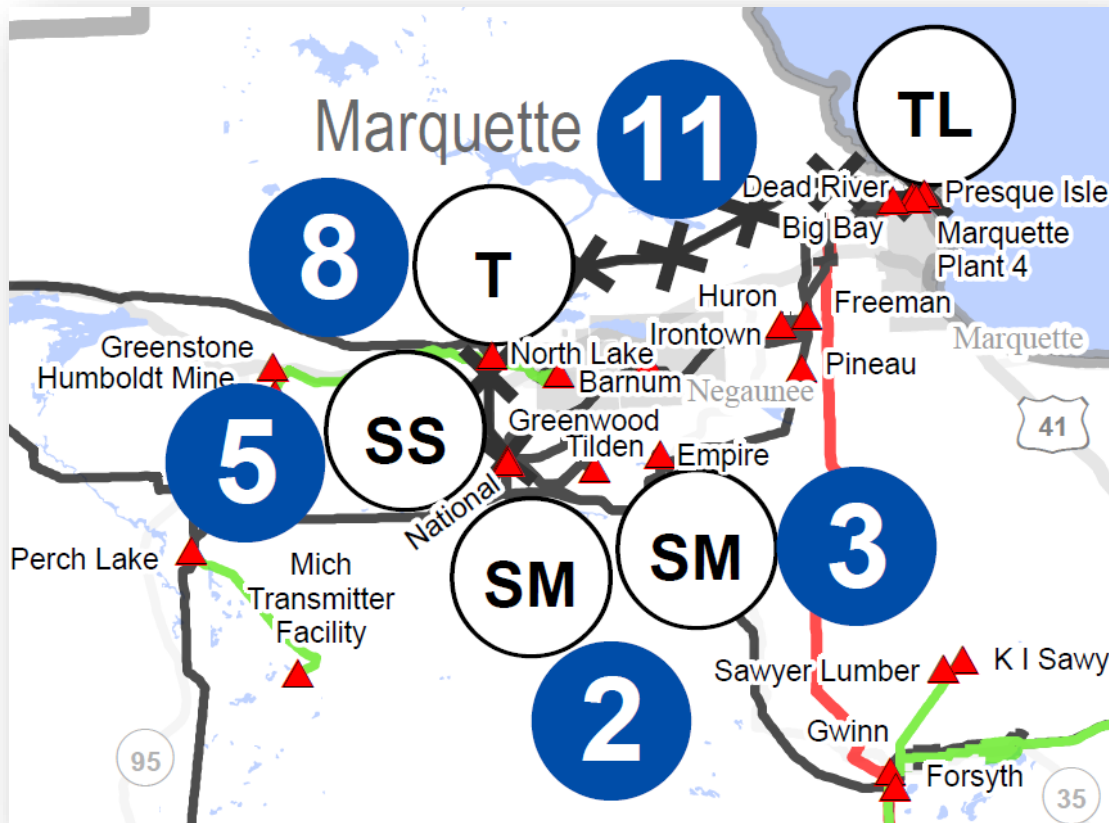 TL
11
Marquette
Dead River
Presque Isle
8
Big Bay
Marquette
Plant 4
T
Huron
Freeman
Irontown
Marquette
Greenstone
North Lake
Pineau
Humboldt Mine
Barnum
Negaunee
41
Greenwood
SS
Tilden
Empire
5
National
3
SM
SM
Perch Lake
Mich
Transmitter
Facility
K I Sawy
Sawyer Lumber
2
Gwinn
95
Forsyth
35